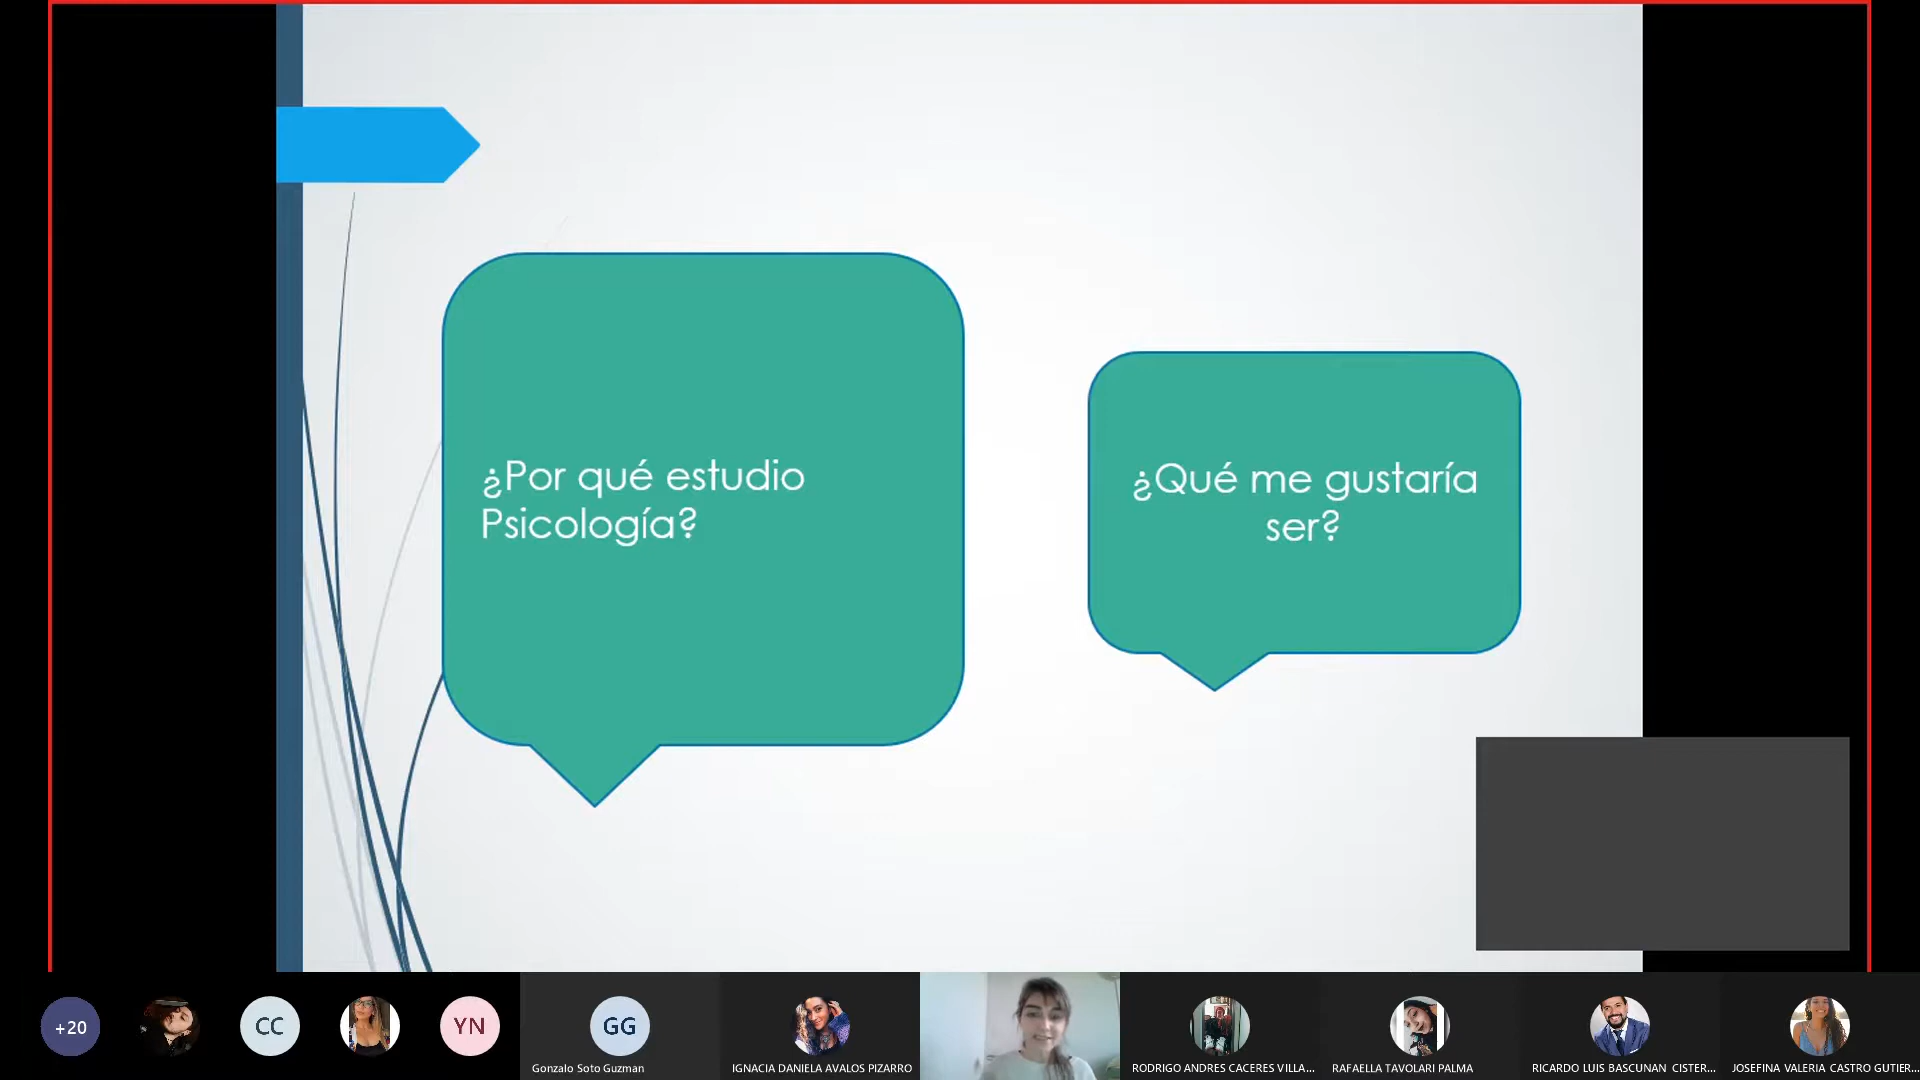 ¿Por qué estudio
Psicología?
¿Qué me gustaría
ser?
+20
CC
YN
GG
Gonzalo Soto Guzman
IGNACIA DANIELA AVALOS PIZARRO
RODRIGO ANDRES CACERES VILLA...
RAFAELLA TAVOLARI PALMA
RICARDO LUIS BASCUNAN CISTER...
JOSEFINA VALERIA CASTRO GUTIER...